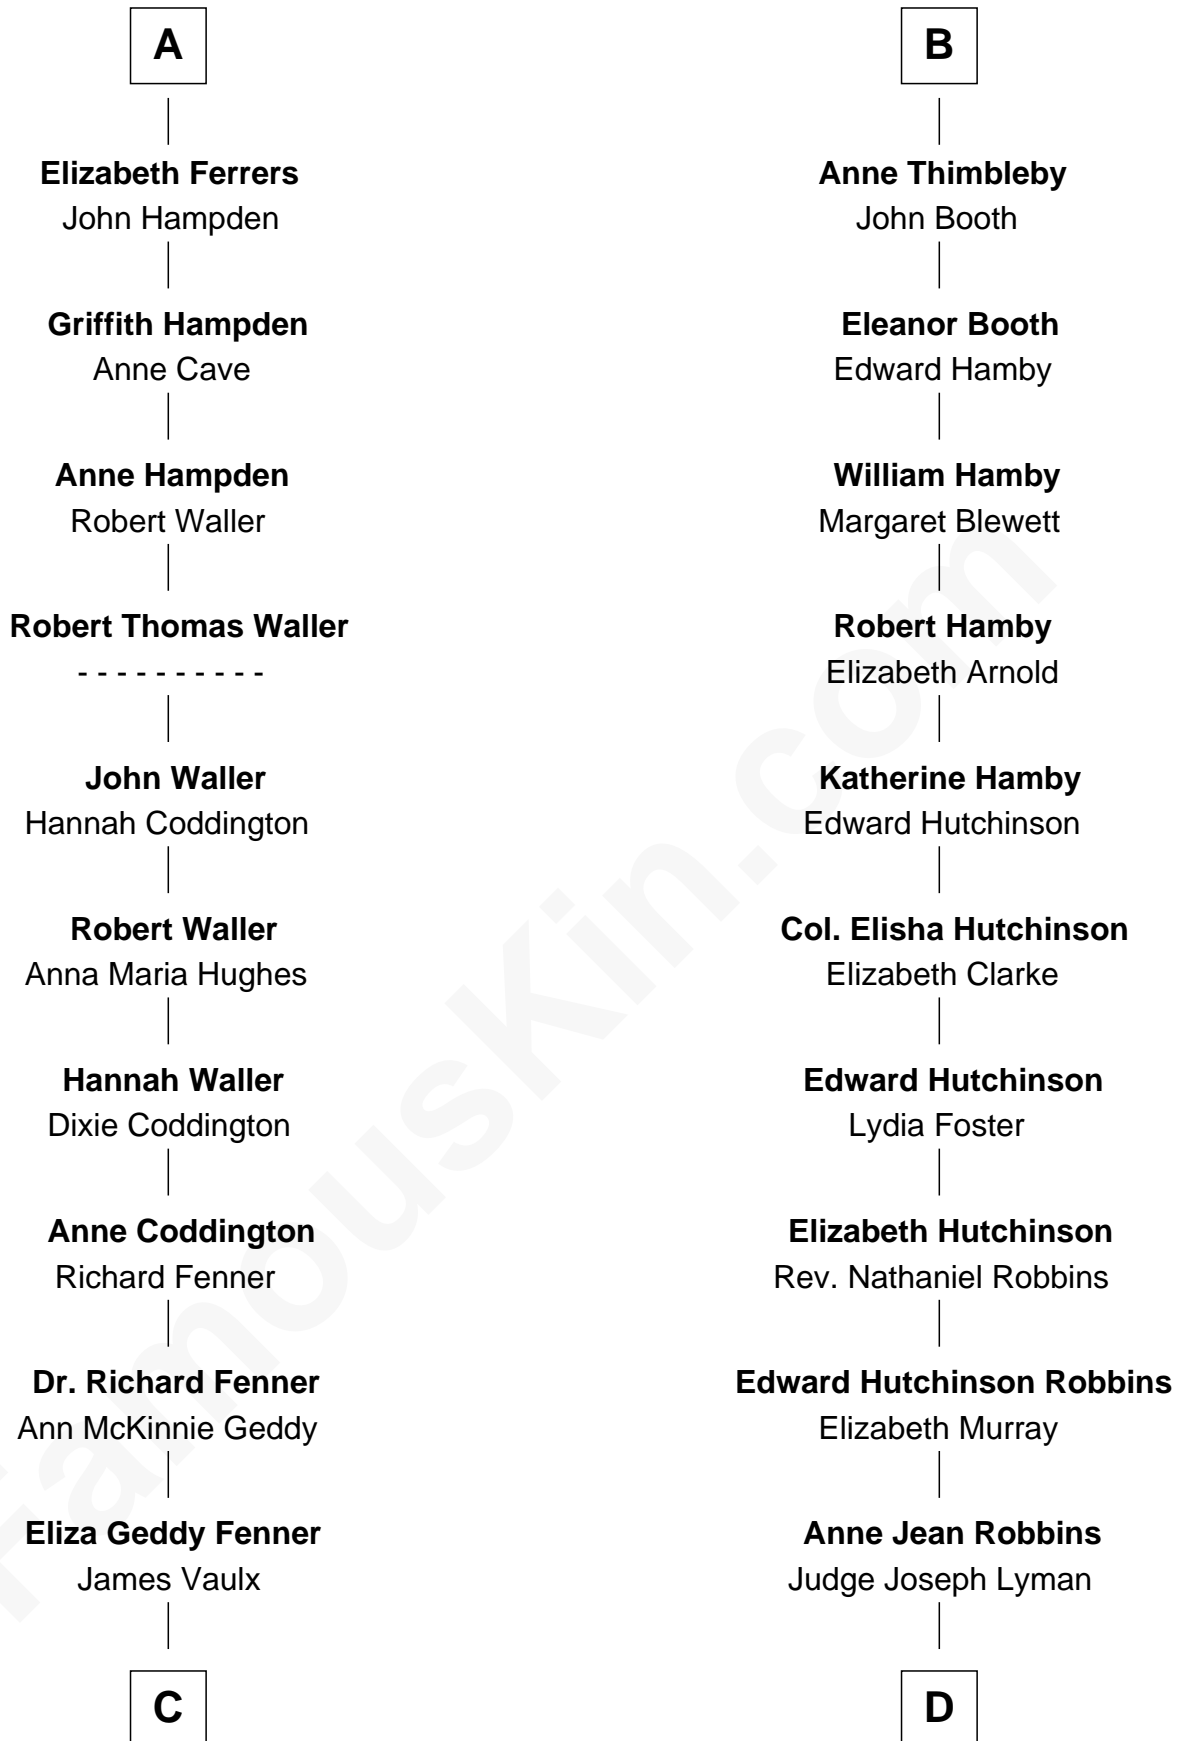 A
Elizabeth Ferrers
John Hampden
Griffith Hampden
Anne Cave
Anne Hampden
Robert Waller
Robert Thomas Waller
- - - - - - - - - -
John Waller
Hannah Coddington
Robert Waller
Anna Maria Hughes
Hannah Waller
Dixie Coddington
Anne Coddington
Richard Fenner
Dr. Richard Fenner
Ann McKinnie Geddy
Eliza Geddy Fenner
James Vaulx
C
B
Anne Thimbleby
John Booth
Eleanor Booth
Edward Hamby
William Hamby
Margaret Blewett
Robert Hamby
Elizabeth Arnold
Katherine Hamby
Edward Hutchinson
Col. Elisha Hutchinson
Elizabeth Clarke
Edward Hutchinson
Lydia Foster
Elizabeth Hutchinson
Rev. Nathaniel Robbins
Edward Hutchinson Robbins
Elizabeth Murray
Anne Jean Robbins
Judge Joseph Lyman
D
FamousKin.com